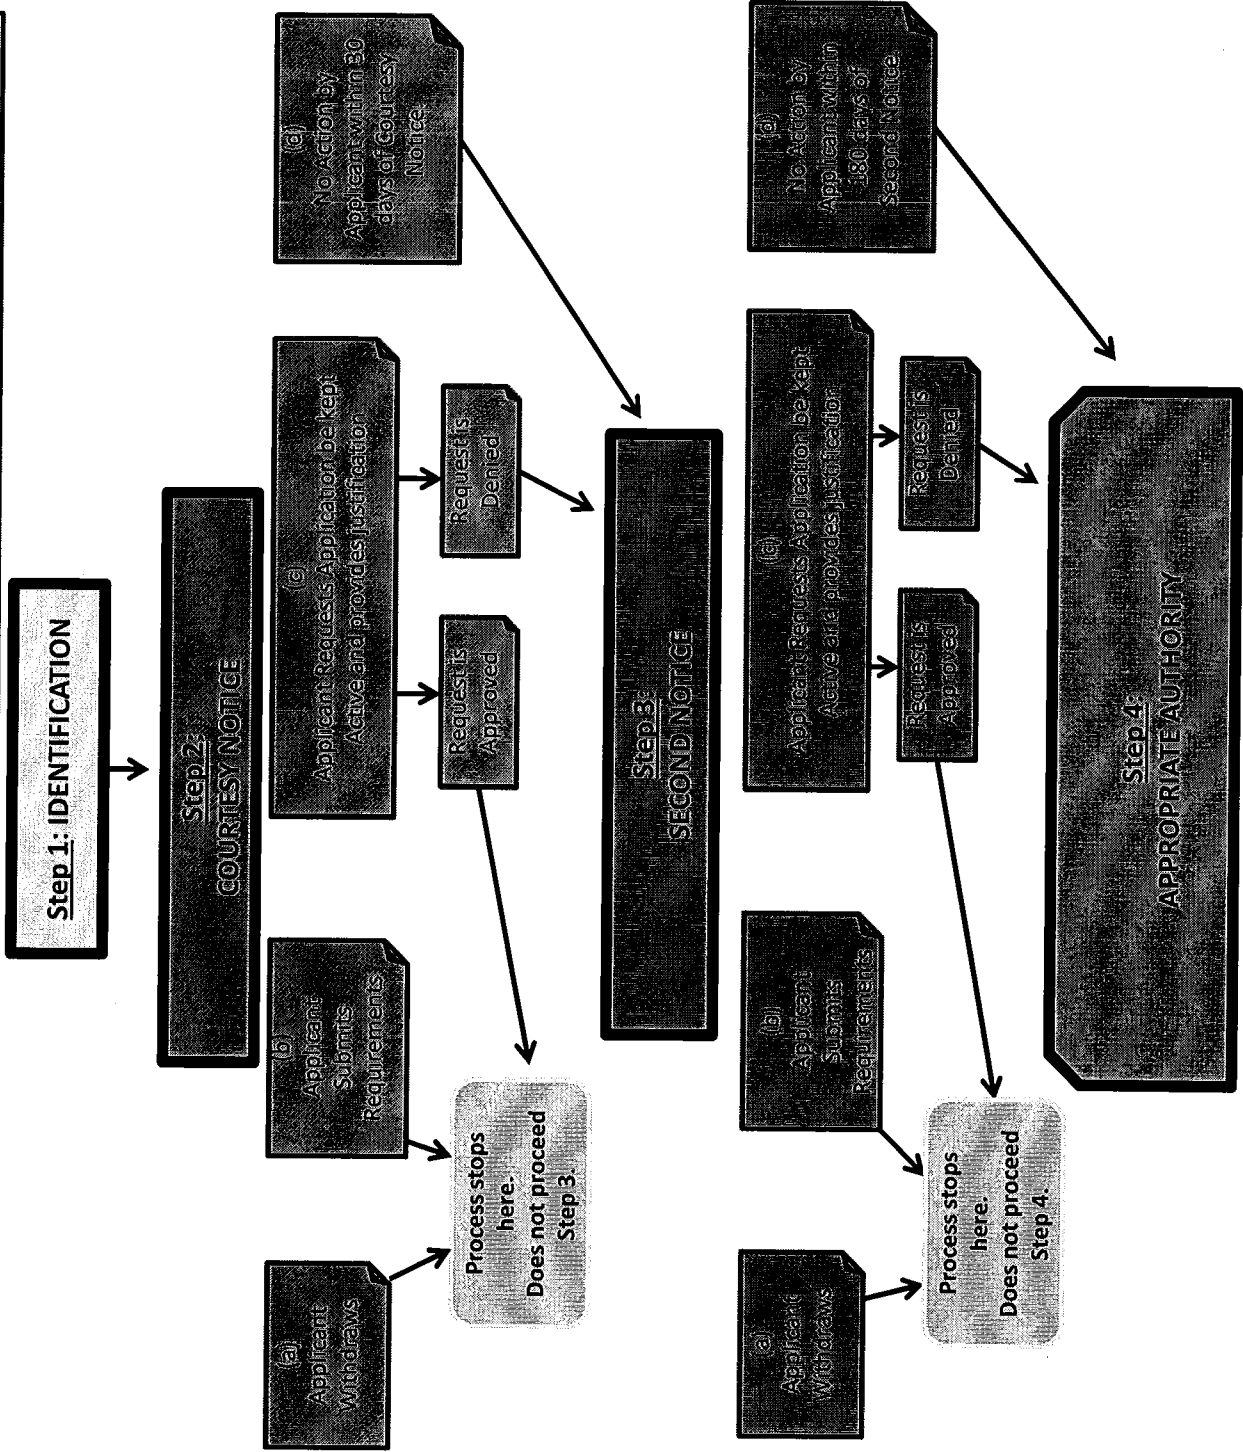 Step 1: IDENTIFICATION
Step 2:
COURTESY NOTICE
(a)
Applicant
Withdraws
(b)
Applicant
Submits
Requirements
(c)
Applicant Requests Application be kept
Active and provides justification
(d)
No Action by
Applicant within 30
days of Courtesy
Notice
Request is
Approved
Request is
Denied
Process stops
here.
Does not proceed
Step 3.
Step 3:
SECOND NOTICE
(a)
Applicant
Withdraws
(b)
Applicant
Submits
Requirements
(c)
Applicant Requests Application be kept
Active and provides justification
(d)
No Action by
Applicant within
180 days of
Second Notice
Request is
Approved
Request is
Denied
Process stops
here.
Does not proceed
Step 4.
Step 4:
APPROPRIATE AUTHORITY